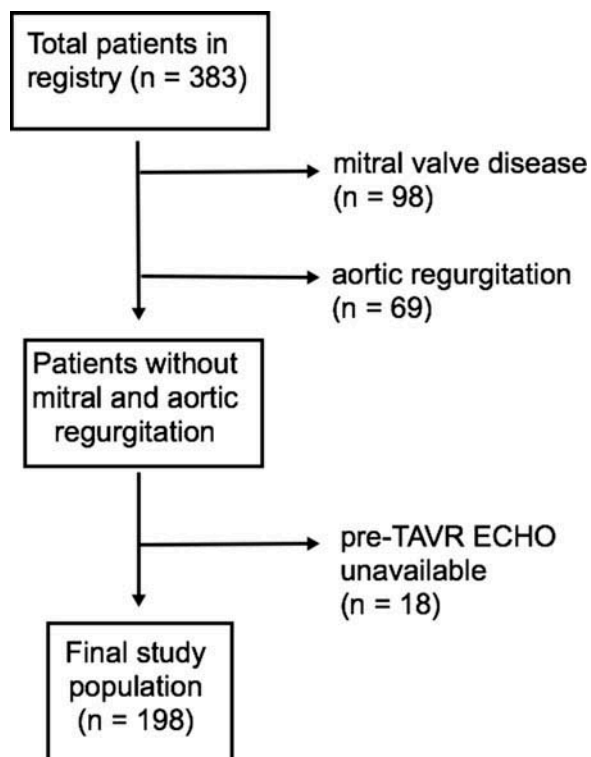 Total patients in
registry (n = 383)
mitral valve disease
(n = 98)
aortic regurgitation
(n = 69)
Patients without
mitral and aortic
regurgitation
pre-TAVR ECHO
unavailable
(n = 18)
Final study
population
(n = 198)